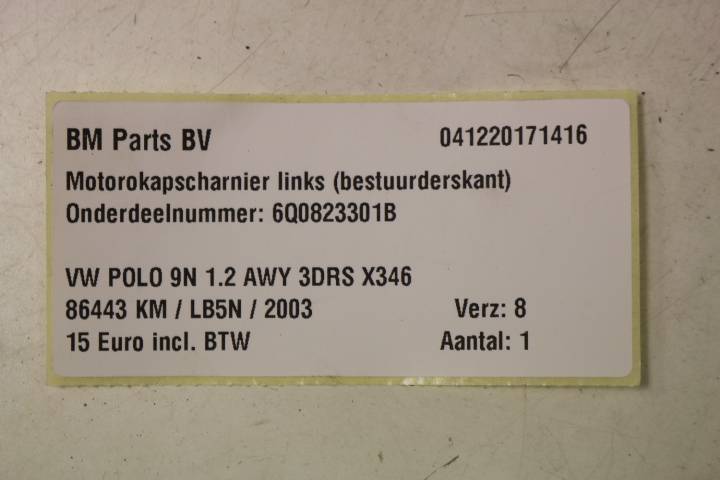 BM Parts BV 041220171416
Motorokapscharnier links (bestuurderskant)
Onderdeelnummer: 6Q0823301B
VW POLO 9N 1.2 AWY 3DRS X346
86443 KM / LB5N / 2003 Verz: 8
15 Euro incl. BTW Aantal: 1